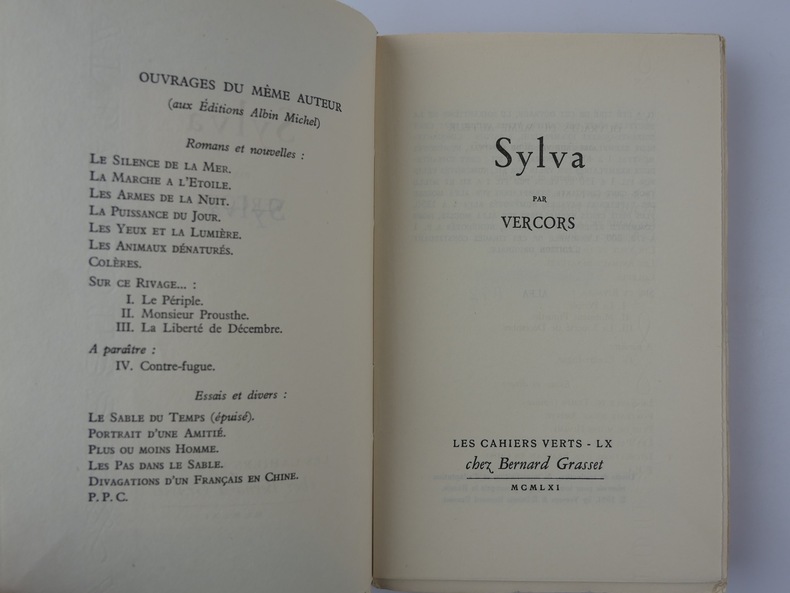 OUVRAGES DU MÊME AUTEUR
(aux Éditions Albin Michel)
Romans et nouvelles :
LE SILENCE DE LA MER.
LA MARCHE A L'ETOILE.
LES ARMES DE LA NUIT.
LA PUISSANCE DU JOUR.
LES YEUX ET LA LUMIÈRE.
LES ANIMAUX DÉNATURÉS.
COLÈRES.
SUR CE RIVAGE... :
I. Le Périple.
II. Monsieur Prousthe.
III. La Liberté de Décembre.
A paraître :
IV. Contre-fugue.
Essais et divers :
LE SABLE DU TEMPS (épuisé).
PORTRAIT D'UNE AMITIÉ.
PLUS OU MOINS HOMME.
LES PAS DANS LE SABLE.
DIVAGATIONS D'UN FRANÇAIS EN CHINE.
P. P. C.
Sylva
PAR
VERCORS
LES CAHIERS VERTS - LX
chez Bernard Grasset
MCMLXI